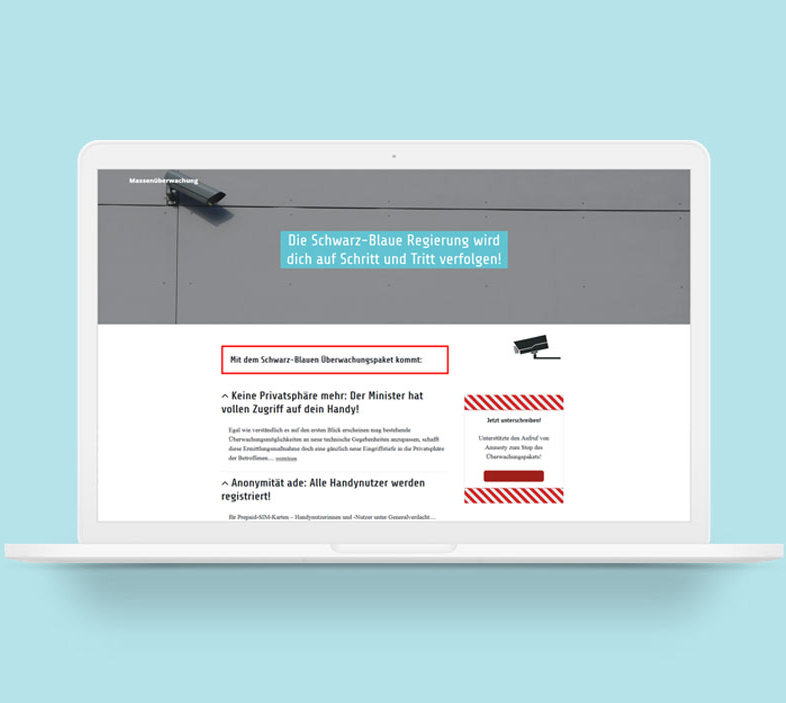 Massenüberwachung
Die Schwarz-Blaue Regierung wird
dich auf Schritt und Tritt verfolgen!
Mit dem Schwarz-Blauen Überwachungspaket kommt:
Keine Privatsphäre mehr: Der Minister hat
vollen Zugriff auf dein Handy!
Egal wie verständlich es auf den ersten Blick erscheinen mag bestehende
Überwachungsmöglichkeiten an neue technische Gegebenheiten anzupassen, schafft
diese Ermittlungsmaßnahme doch eine gänzlich neue Eingriffstiefe in die Privatsphäre
der Betroffenen.... weiterlesen
Jetzt unterschreiben!
Unterstütze den Aufruf von
Amnesty zum Stop des
Überwachungspakets!
Anonymität ade: Alle Handynutzer werden
registriert!
für Prepaid-SIM-Karten – Handynutzerinnen und -Nutzer unter Generalverdacht....